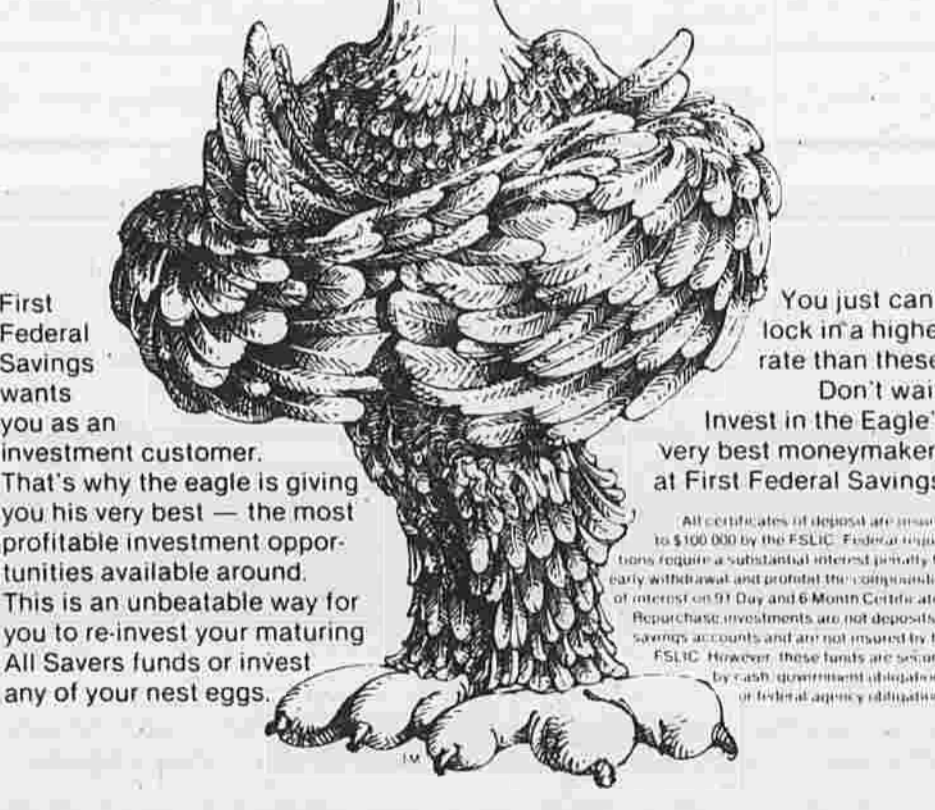 First
Federal
Savings
wants
you as an
investment customer.
That's why the eagle is giving
you his very best — the most
profitable investment oppor-
tunities available around.
This is an unbeatable way for
you to re-invest your maturing
All Savers funds or invest
any of your nest eggs.
You just can
lock in a highe
rate than these
Don't wai
Invest in the Eagle'
very best moneymaker
at First Federal Savings
All certificates of deposit are insur
to $100,000 by the FSLIC. Federal regu
tions require a substantial interest penalty f
early withdrawal and prohibit the compoundi
of interest on 91 Day and 6 Month Certificate
Repurchase investments are not deposits
savings accounts and are not insured by t
FSLIC. However, these funds are secur
by cash, government obligation
or federal agency obligation
T.M.